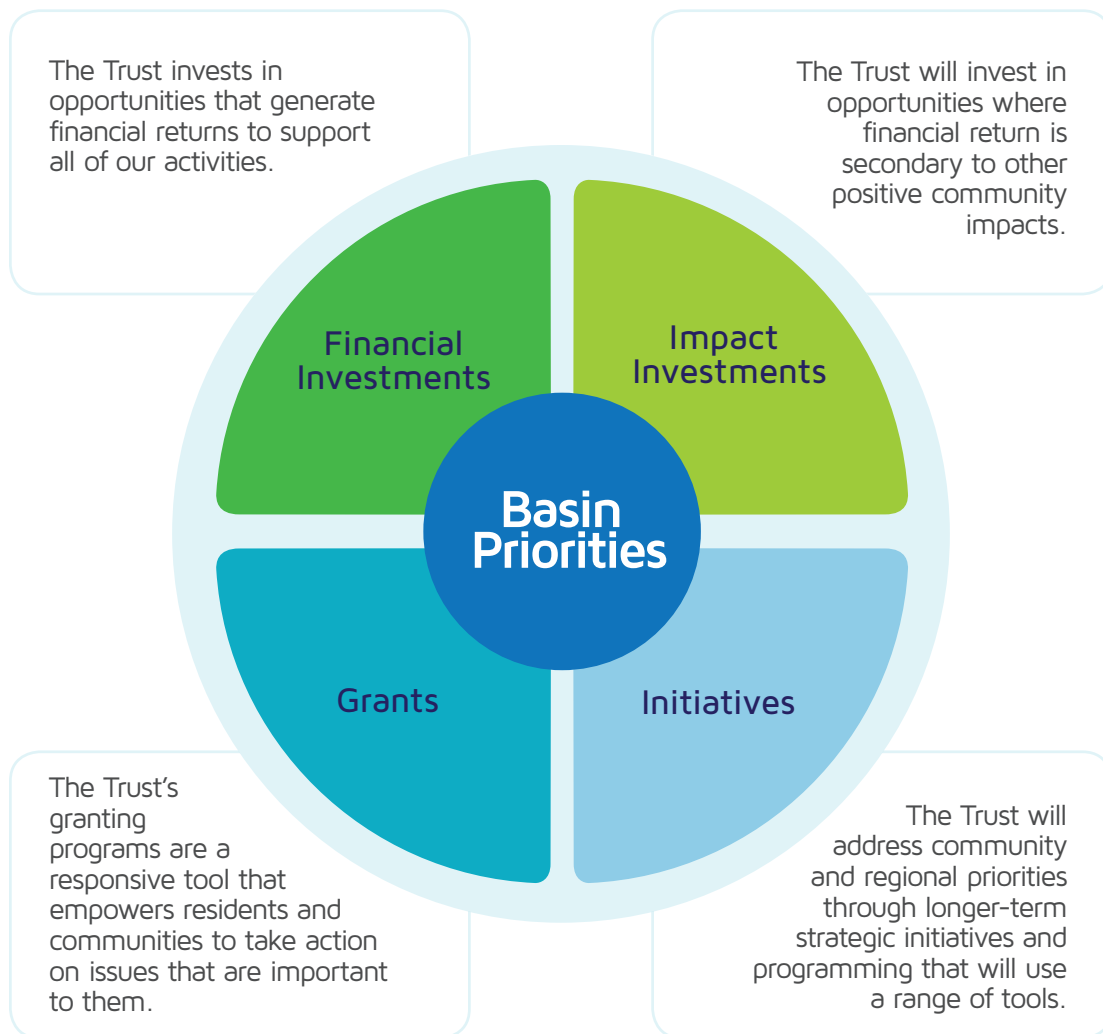 The Trust invests in
opportunities that generate
financial returns to support
all of our activities.
The Trust will invest in
opportunities where
financial return is
secondary to other
positive community
impacts.
Financial
Investments
Impact
Investments
Basin
Priorities
Grants
Initiatives
The Trust’s
granting
programs are a
responsive tool that
empowers residents and
communities to take action
on issues that are important
to them.
The Trust will
address community
and regional priorities
through longer-term
strategic initiatives and
programming that will use
a range of tools.